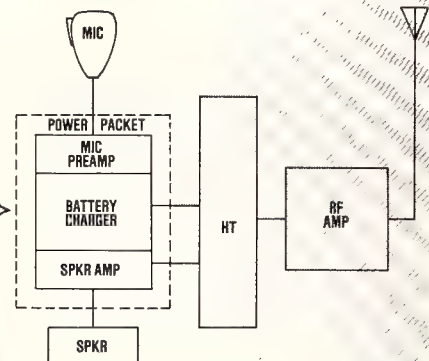 MIC
POWER PACKET
MIC
PREAMP
BATTERY
CHARGER
SPKR AMP
SPKR
HT
RF
AMP